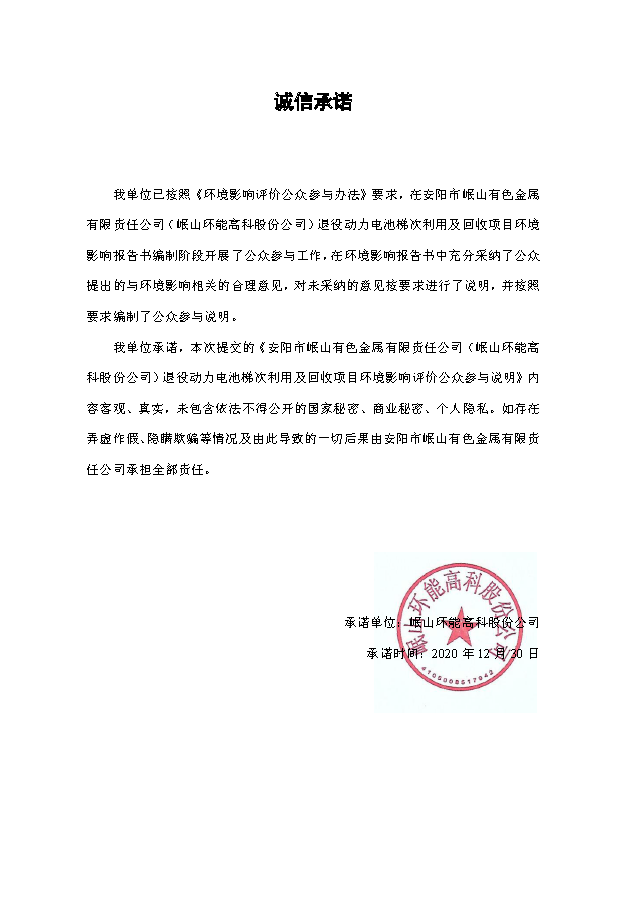 诚信承诺
我单位已按照《环境影响评价公众参与办法》要求，在安阳市岷山有色金属
有限责任公司（岷山环能高科股份公司）退役动力电池梯次利用及回收项目环境
影响报告书编制阶段开展了公众参与工作，在环境影响报告书中充分采纳了公众
提出的与环境影响相关的合理意见，对未采纳的意见按要求进行了说明，并按照
要求编制了公众参与说明。
我单位承诺，本次提交的《安阳市岷山有色金属有限责任公司（岷山环能高
科股份公司）退役动力电池梯次利用及回收项目环境影响评价公众参与说明》内
容客观、真实，未包含依法不得公开的国家秘密、商业秘密、个人隐私。如存在
弄虚作假、隐瞒欺骗等情况及由此导致的一切后果由安阳市岷山有色金属有限责
任公司承担全部责任。
岷山环能高科股份公司
承诺单位：岷山环能高科股份公司
承诺时间：2020 年 12 月 30 日